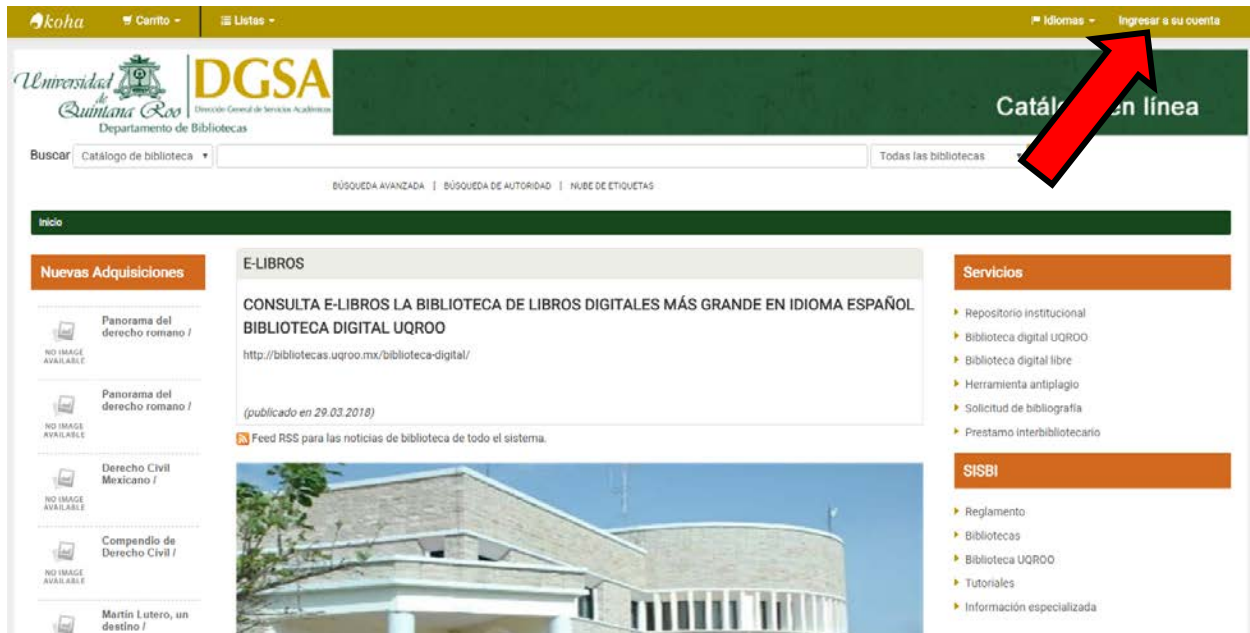 koha
Carrito
Listas
Idiomas
Ingresar a su cuenta
Universidad
de
Quintana Roo
Departamento de Bibliotecas
DGSA
Dirección General de Servicios Académicos
en línea
Buscar
Catálogo de biblioteca
Todas las bibliotecas
BÚSQUEDA AVANZADA | BÚSQUEDA DE AUTORIDAD | NUBE DE ETIQUETAS
Inicio
Nuevas Adquisiciones
NO IMAGE
AVAILABLE
Panorama del
derecho romano /
NO IMAGE
AVAILABLE
Panorama del
derecho romano /
NO IMAGE
AVAILABLE
Derecho Civil
Mexicano /
NO IMAGE
AVAILABLE
Compendio de
Derecho Civil /
Martín Lutero, un
destino /
E-LIBROS
CONSULTA E-LIBROS LA BIBLIOTECA DE LIBROS DIGITALES MÁS GRANDE EN IDIOMA ESPAÑOL
BIBLIOTECA DIGITAL UQROO
http://bibliotecas.uqroo.mx/biblioteca-digital/
(publicado en 29.03.2018)
Feed RSS para las noticias de biblioteca de todo el sistema.
Servicios
Repositorio institucional
Biblioteca digital UQROO
Biblioteca digital libre
Herramienta antiplagio
Solicitud de bibliografía
Prestamo interbibliotecario
SISBI
Reglamento
Bibliotecas
Biblioteca UQROO
Tutoriales
Información especializada